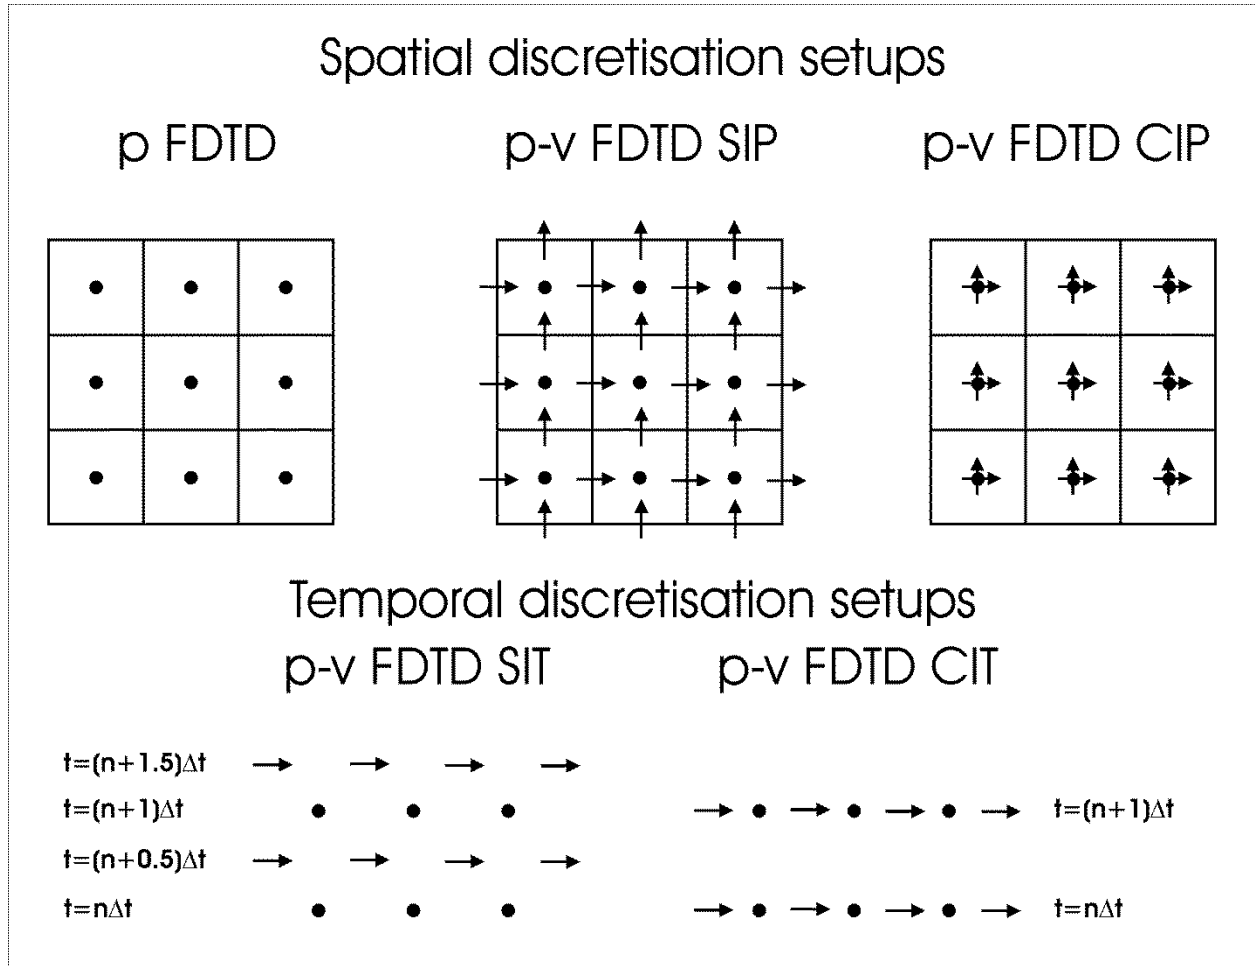 Spatial discretisation setups
p FDTD
p-v FDTD SIP
p-v FDTD CIP
Temporal discretisation setups
p-v FDTD SIT
p-v FDTD CIT
t=(n+1.5)Δt
t=(n+1)Δt
t=(n+0.5)Δt
t=nΔt
t=(n+1)Δt
t=nΔt